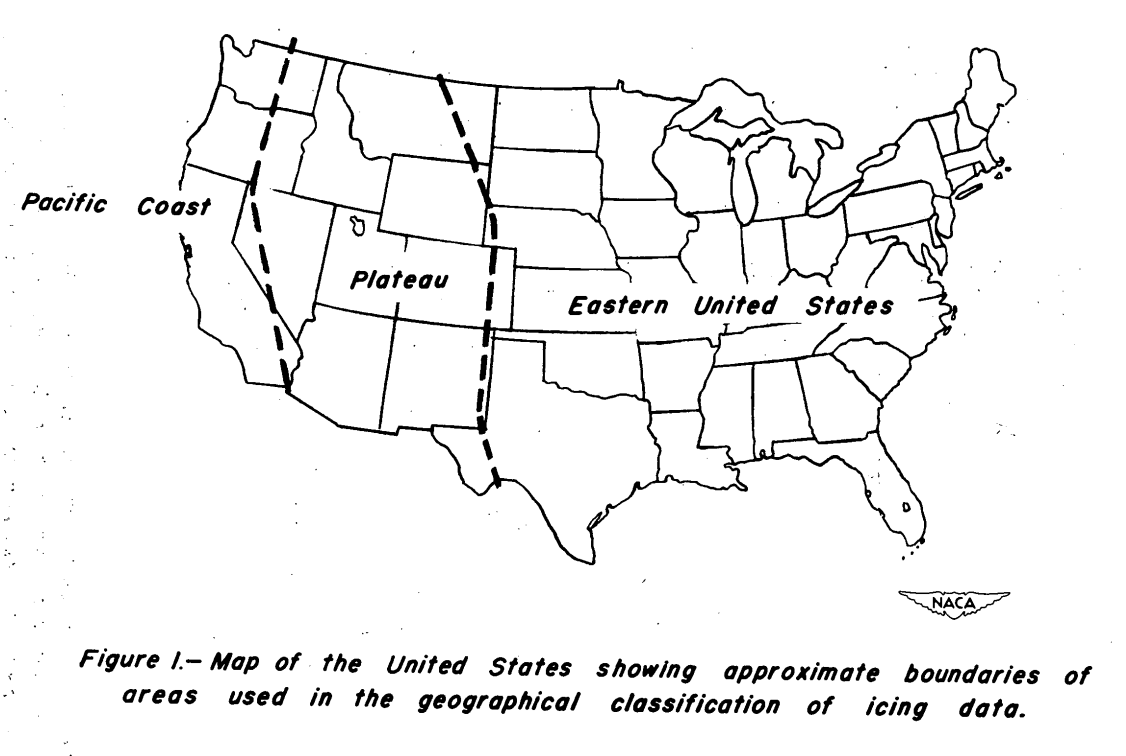 Pacific Coast
Plateau
Eastern United States
NACA
Figure 1.— Map of the United States showing approximate boundaries of
areas used in the geographical classification of icing data.